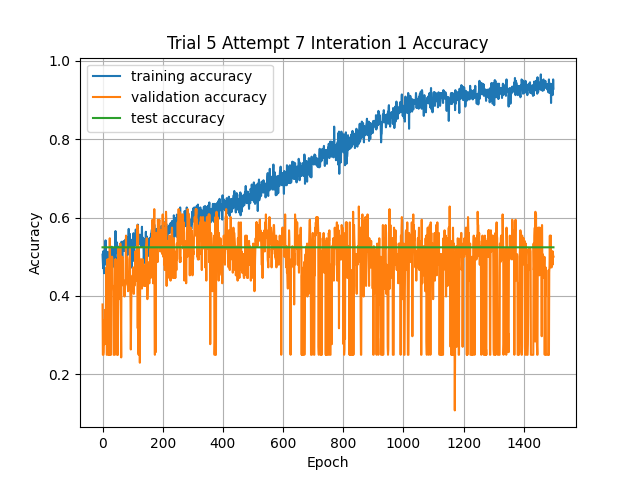 Trial 5 Attempt 7 Interation 1 Accuracy
training accuracy
validation accuracy
test accuracy
1.0
0.8
0.6
0.4
0.2
Accuracy
0 200 400 600 800 1000 1200 1400
Epoch